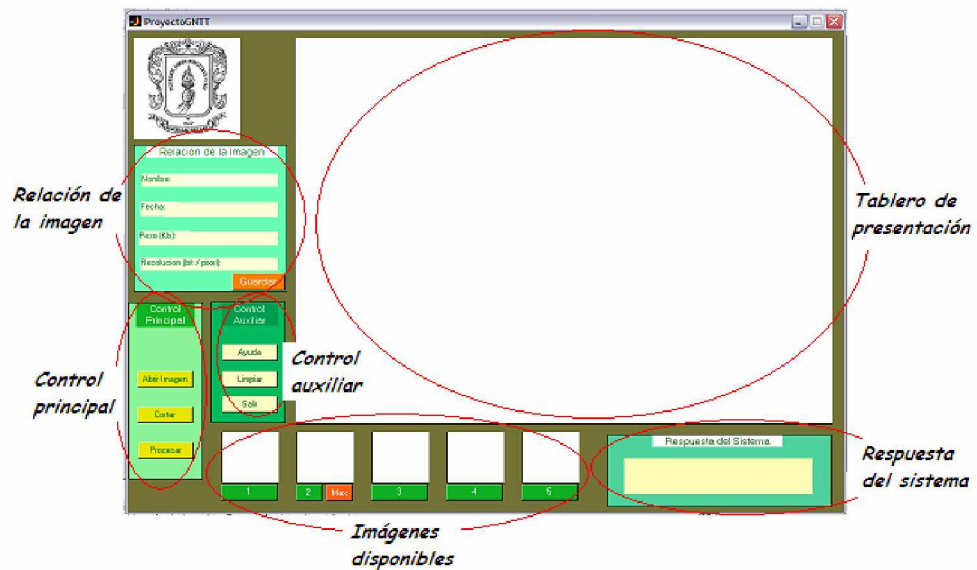 ProyectoGNTT
Relacion de la Imagen
Nombre:
Fecha:
Peso (Kb):
Resolucion (bit / pixel):
Guardar
Relación de
la imagen
Tablero de
presentación
Control
Principal
Abrir Imagen
Cortar
Procesar
Control
Auxiliar
Ayuda
Limpiar
Salir
Control
principal
Control
auxiliar
1
2
Max
3
4
5
Respuesta del Sistema
Respuesta
del sistema
Imágenes
disponibles